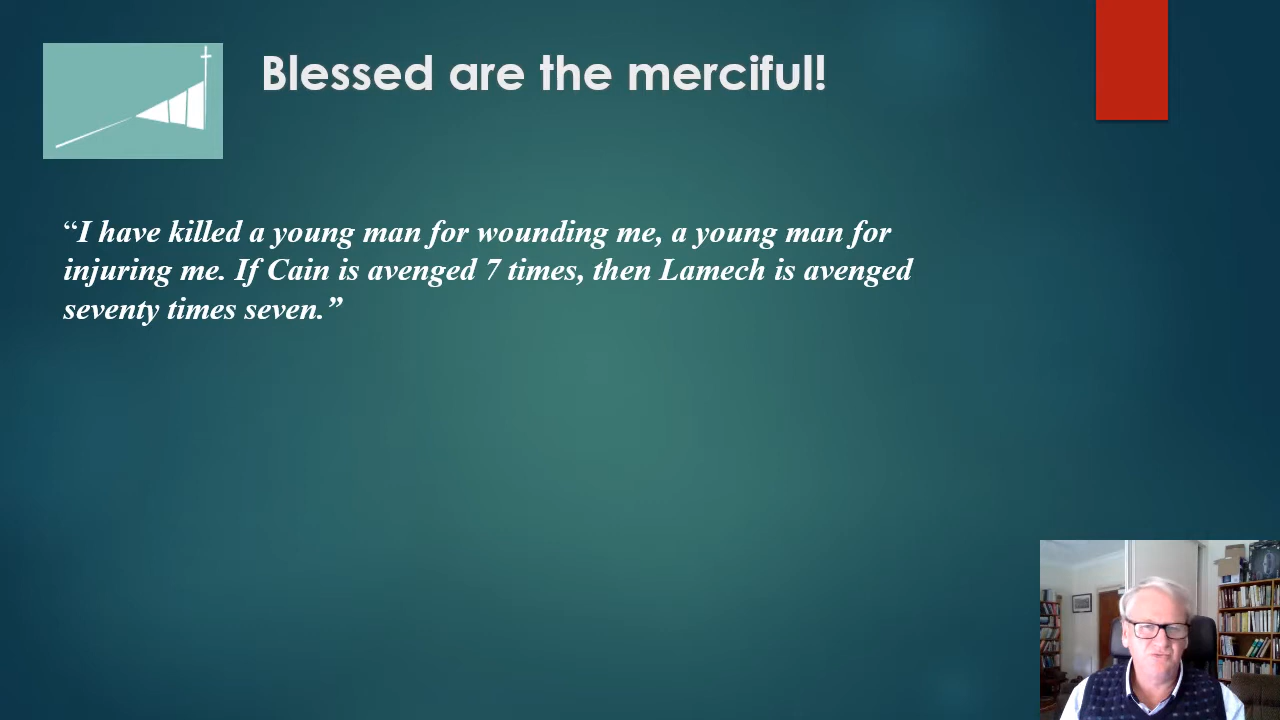 Blessed are the merciful!
“I have killed a young man for wounding me, a young man for
injuring me. If Cain is avenged 7 times, then Lamech is avenged
seventy times seven.”